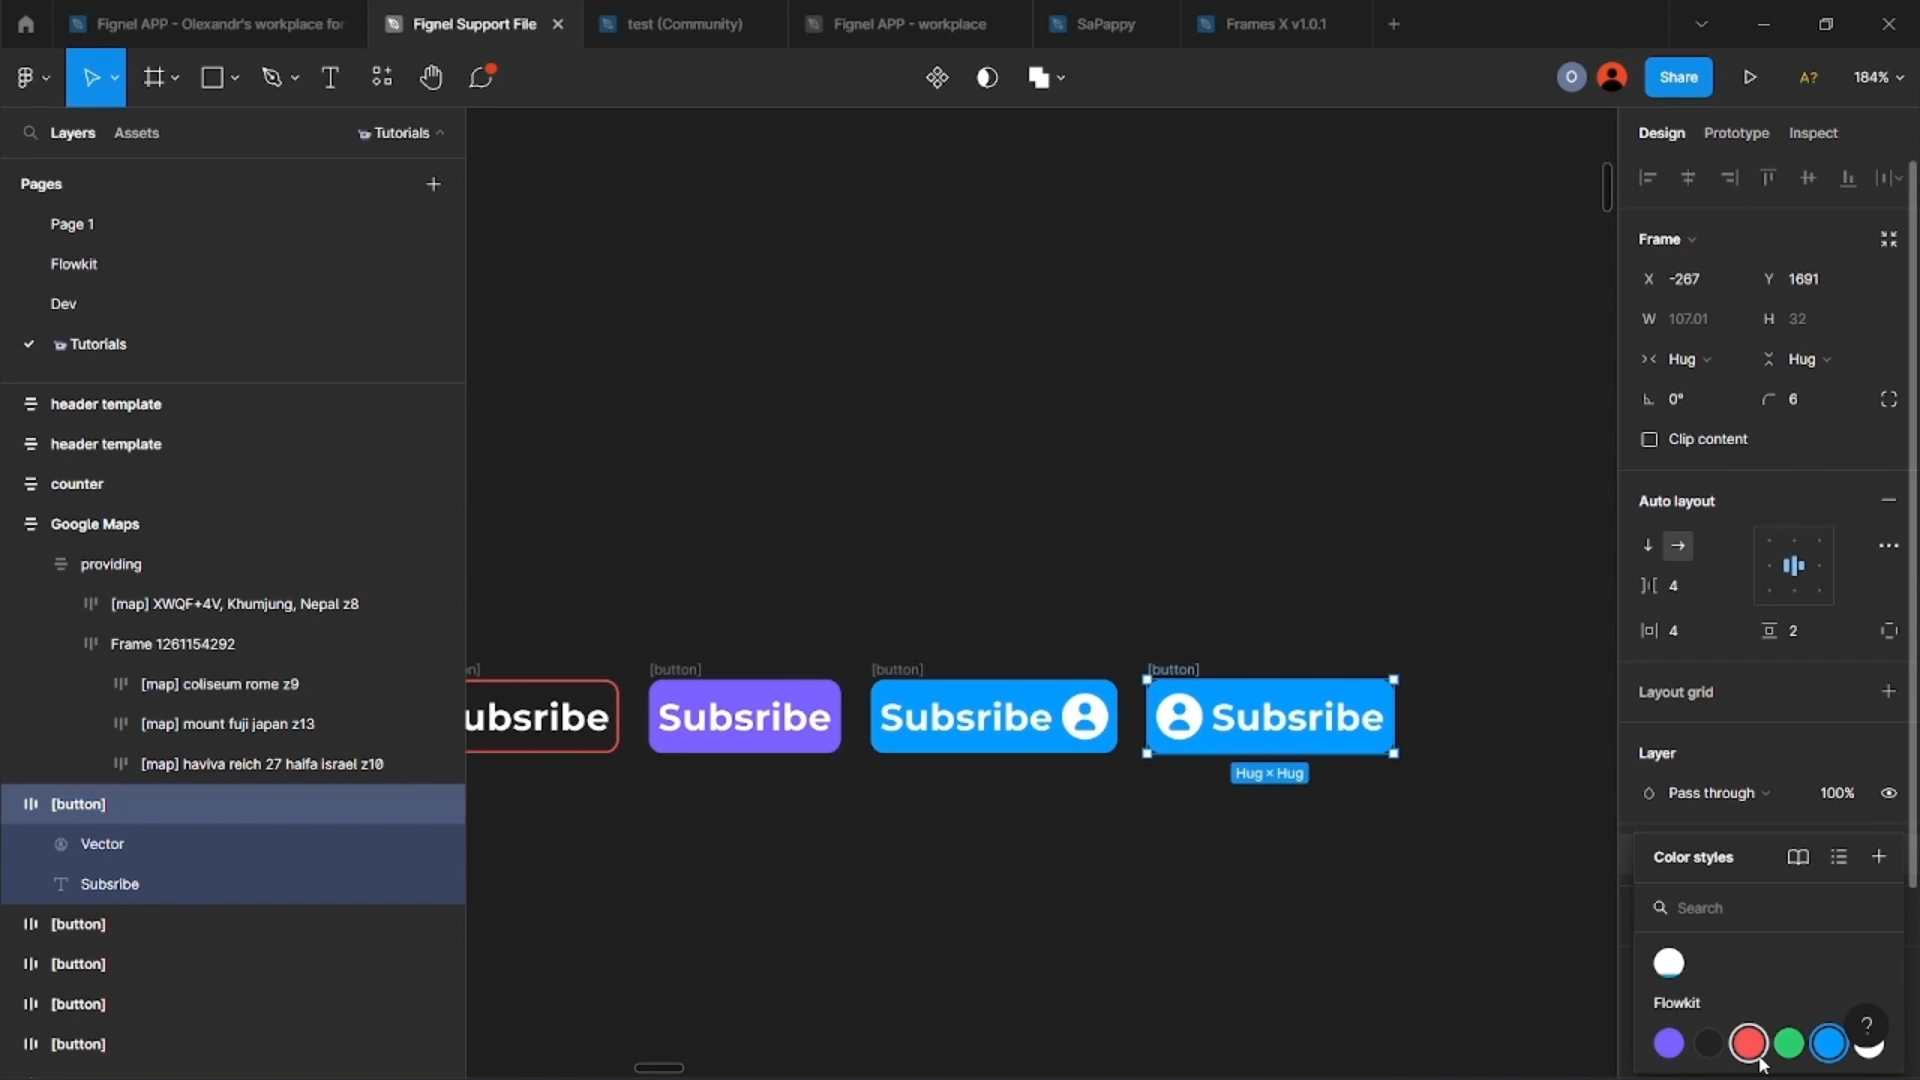 Fignel APP - Olexandr's workplace for
Fignel Support File
test (Community)
Fignel APP - workplace
SaPappy
Frames X v1.0.1
O
Share
A?
184%
Layers
Assets
Tutorials
Design
Prototype
Inspect
Pages
Page 1
Flowkit
Dev
Tutorials
header template
header template
counter
Google Maps
providing
[map] XWQF+4V, Khumjung, Nepal z8
Frame 1261154292
[map] coliseum rome z9
[map] mount fuji japan z13
[map] haviva reich 27 haifa israel z10
[button]
Vector
Subsribe
[button]
[button]
[button]
[button]
n]
ubsribe
[button]
Subsribe
[button]
Subsribe
[button]
Subsribe
Hug × Hug
Frame
X -267
Y 1691
W 107.01
H 32
Hug
Hug
0°
6
Clip content
Auto layout
4
4
2
Layout grid
Layer
Pass through
100%
Color styles
Search
Flowkit
?